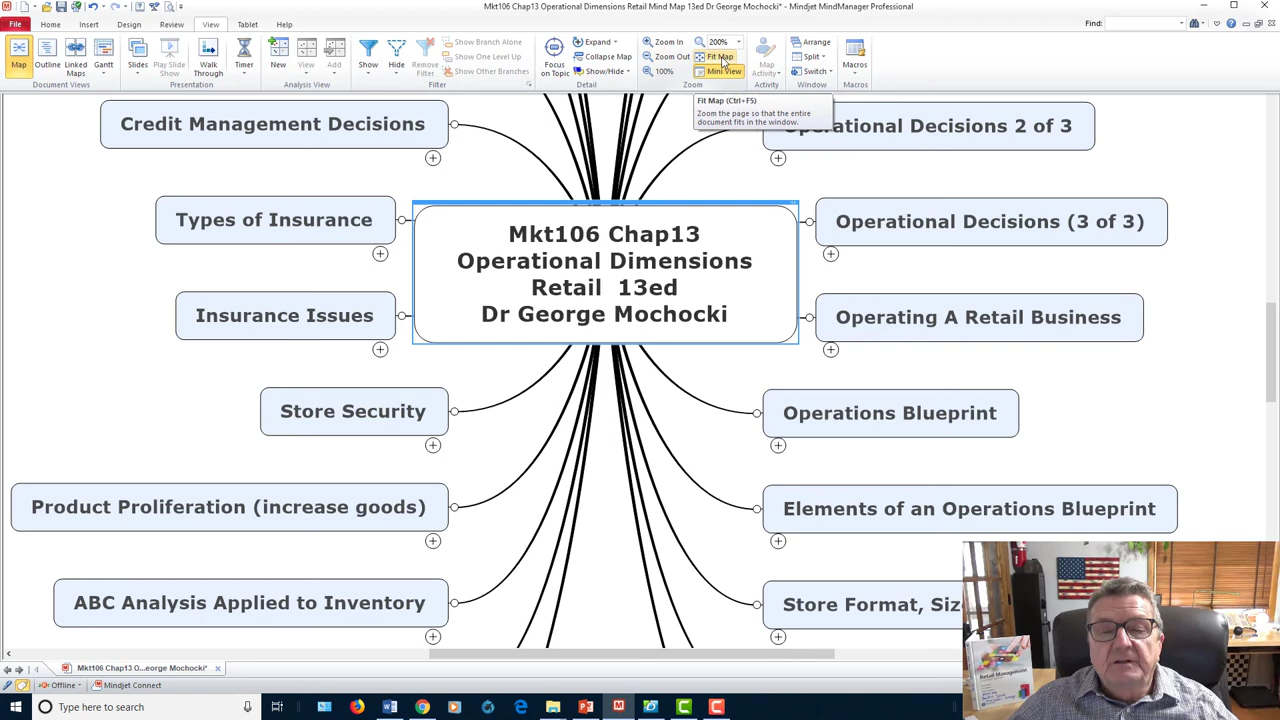 Mkt106 Chap13 Operational Dimensions Retail Mind Map 13ed Dr George Mochocki* - Mindjet MindManager Professional
File Home Insert Design Review View Tablet Help Find:
Map Outline Linked Maps Gantt
Document Views
Slides Play Slide Show Walk Through
Presentation
Timer New Add
Analysis View
Show Hide Remove Filter
Show Branch Alone
Show One Level Up
Show Other Branches
Filter
Focus on Topic
Expand
Collapse Map
Show/Hide
Detail
Zoom In 200%
Zoom Out Fit Map
100% Mini View
Zoom
Map Activity
Activity
Arrange
Split
Switch
Window
Macros
Macros
Fit Map (Ctrl+F5)
Zoom the page so that the entire
document fits in the window.
Credit Management Decisions
Operational Decisions 2 of 3
Types of Insurance
Mkt106 Chap13
Operational Dimensions
Retail 13ed
Dr George Mochocki
Operational Decisions (3 of 3)
Insurance Issues
Operating A Retail Business
Store Security
Operations Blueprint
Product Proliferation (increase goods)
Elements of an Operations Blueprint
ABC Analysis Applied to Inventory
Store Format, Siz
Retail Management
Mkt106 Chap13 O...eorge Mochocki*
Offline Mindjet Connect
Type here to search